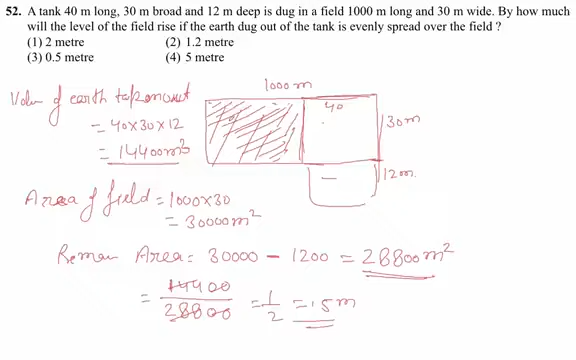 52. A tank 40 m long, 30 m broad and 12 m deep is dug in a field 1000 m long and 30 m wide. By how much
will the level of the field rise if the earth dug out of the tank is evenly spread over the field ?
(1) 2 metre (2) 1.2 metre
(3) 0.5 metre (4) 5 metre
1000 m
Volum of earth taken out
40
= 40×30×12
30m
= 14400m³
12m.
Area of field = 1000×30
= 30000m²
Reman Area = 30000 - 1200 = 28800m²
= 14400/28800 = 1/2 = .5 m